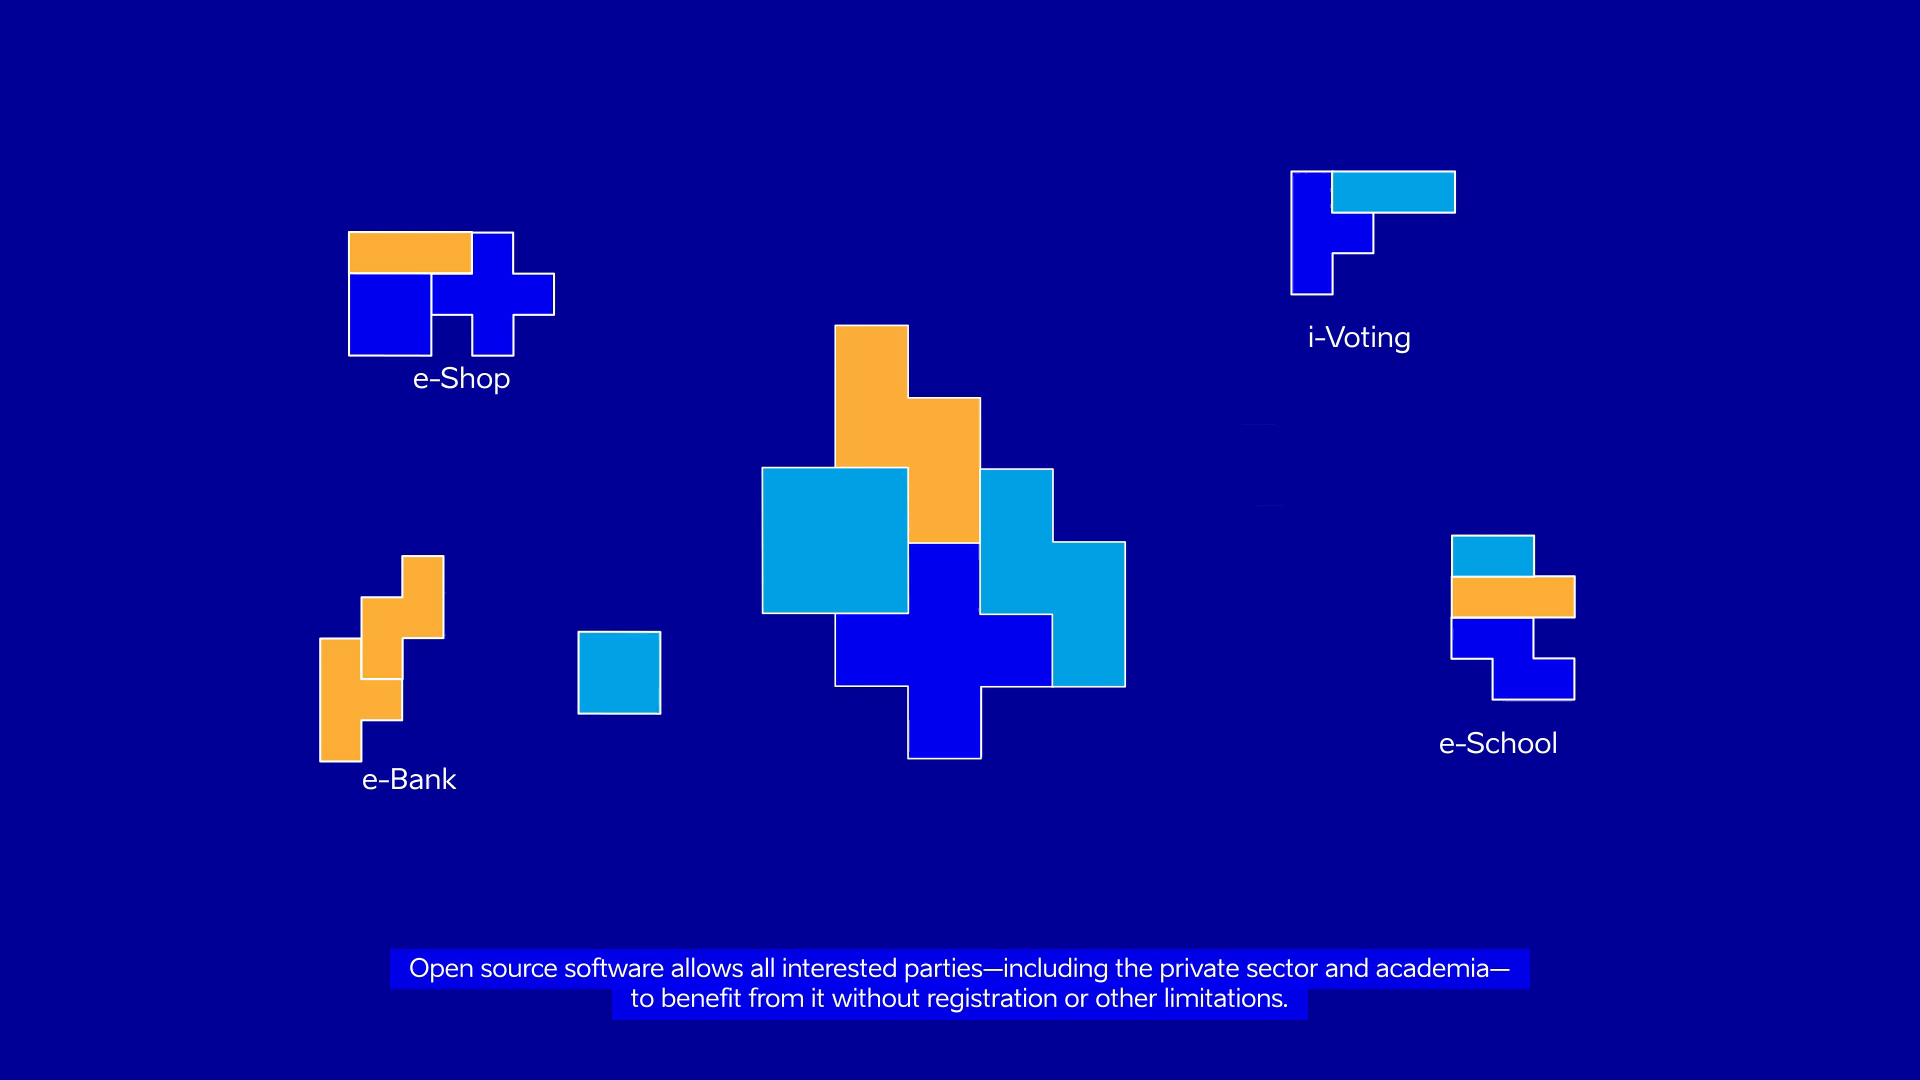 i-Voting
e-Shop
e-School
e-Bank
Open source software allows all interested parties—including the private sector and academia—
to benefit from it without registration or other limitations.